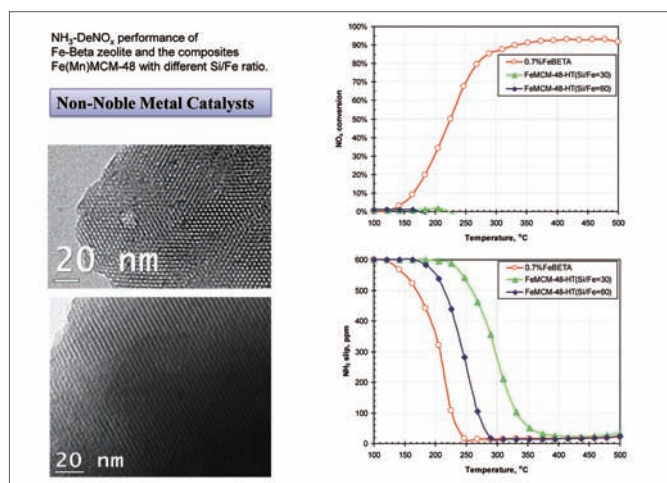 NH₃-DeNOₓ performance of
Fe-Beta zeolite and the composites
Fe(Mn)MCM-48 with different Si/Fe ratio.
Non-Noble Metal Catalysts
20 nm
20 nm
NOₓ conversion
100%
90%
80%
70%
60%
50%
40%
30%
20%
10%
0%
0.7%FeBETA
FeMCM-48-HT(Si/Fe=30)
FeMCM-48-HT(Si/Fe=60)
100 150 200 250 300 350 400 450 500
Temperature, °C
NH₃ slip, ppm
600
500
400
300
200
100
0
0.7%FeBETA
FeMCM-48-HT(Si/Fe=30)
FeMCM-48-HT(Si/Fe=60)
100 150 200 250 300 350 400 450 500
Temperature, °C